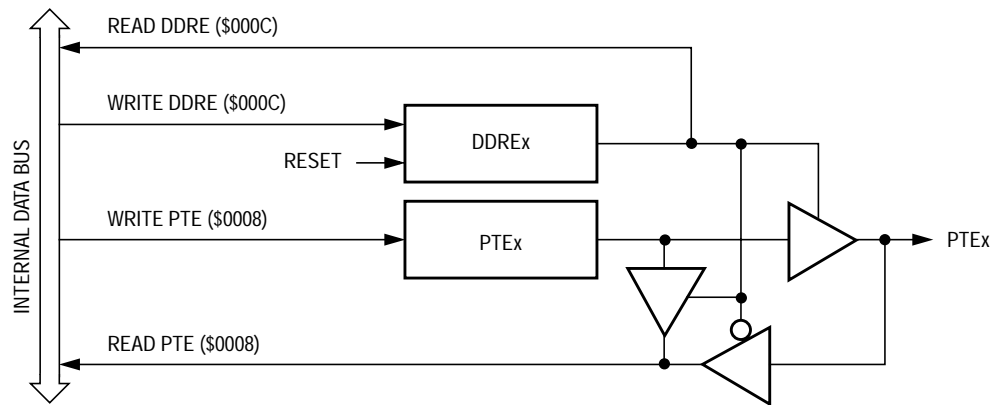 READ DDRE ($000C)
WRITE DDRE ($000C)
DDREx
RESET
WRITE PTE ($0008)
PTEx
PTEx
READ PTE ($0008)
INTERNAL DATA BUS